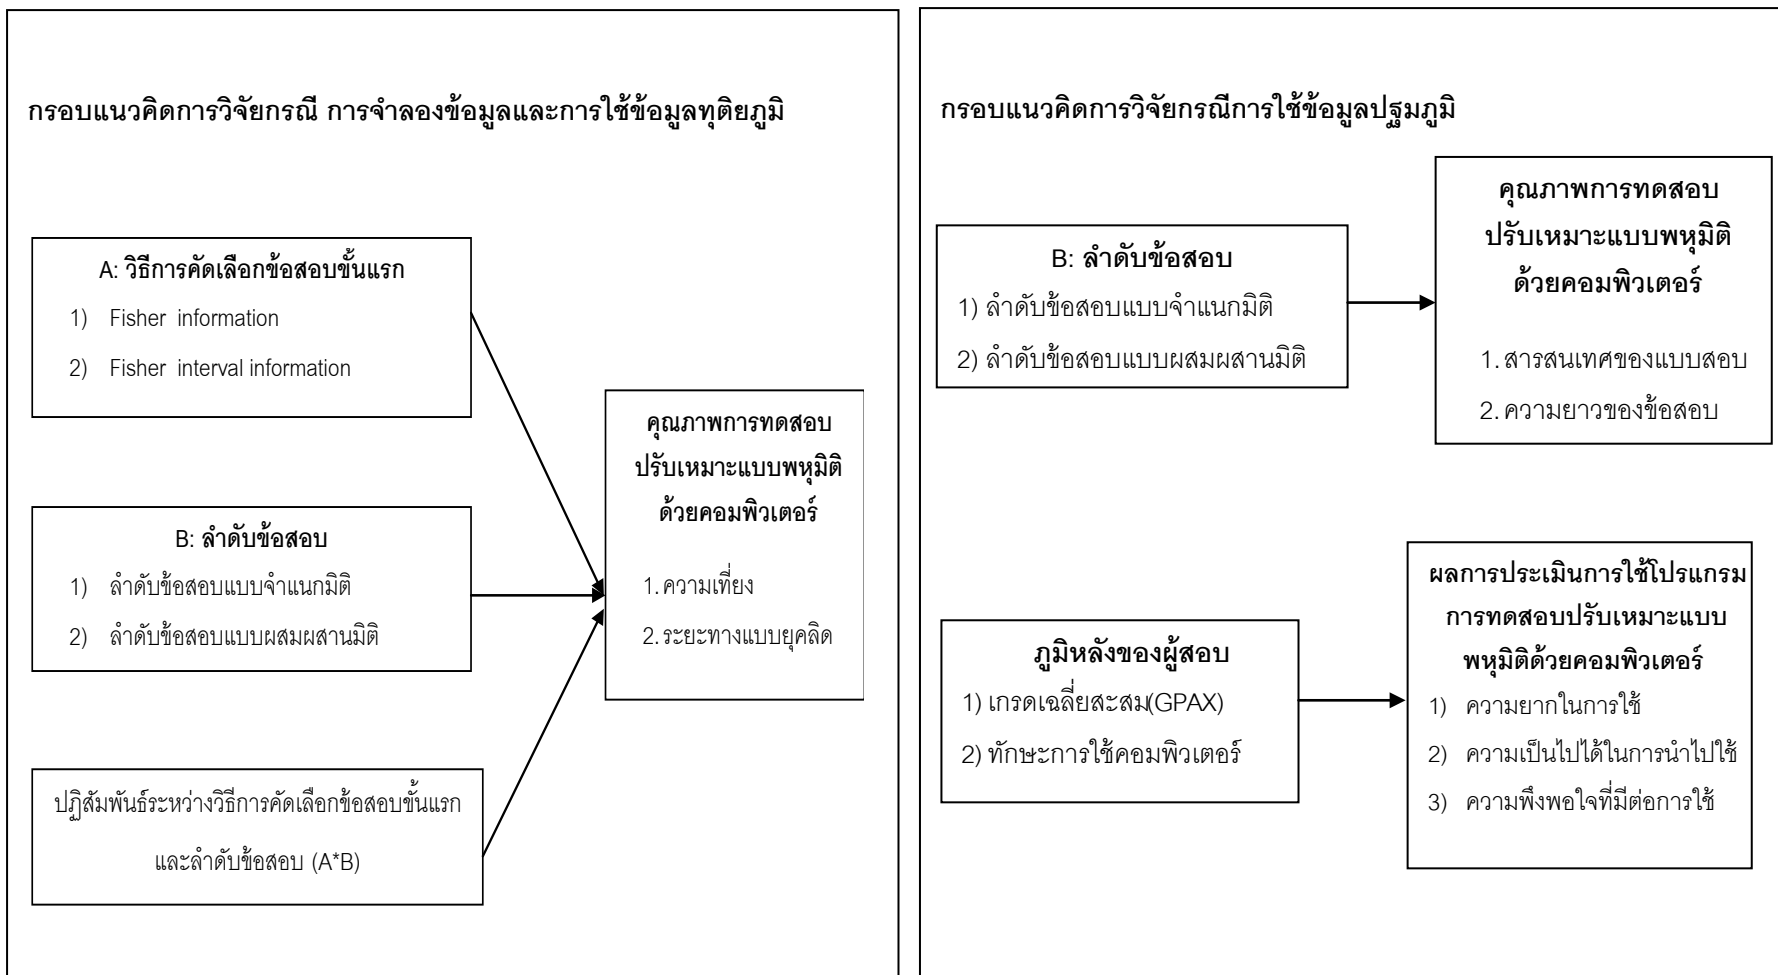 กรอบแนวคิดการวิจัยกรณี การจำลองข้อมูลและการใช้ข้อมูลทุติยภูมิ
A: วิธีการคัดเลือกข้อสอบขั้นแรก
1) Fisher information
2) Fisher interval information
B: ลำดับข้อสอบ
1) ลำดับข้อสอบแบบจำแนกมิติ
2) ลำดับข้อสอบแบบผสมผสานมิติ
ปฏิสัมพันธ์ระหว่างวิธีการคัดเลือกข้อสอบขั้นแรก
และลำดับข้อสอบ (A*B)
คุณภาพการทดสอบ
ปรับเหมาะแบบพหุมิติ
ด้วยคอมพิวเตอร์
1. ความเที่ยง
2. ระยะทางแบบยุคลิด
กรอบแนวคิดการวิจัยกรณีการใช้ข้อมูลปฐมภูมิ
B: ลำดับข้อสอบ
1) ลำดับข้อสอบแบบจำแนกมิติ
2) ลำดับข้อสอบแบบผสมผสานมิติ
คุณภาพการทดสอบ
ปรับเหมาะแบบพหุมิติ
ด้วยคอมพิวเตอร์
1. สารสนเทศของแบบสอบ
2. ความยาวของข้อสอบ
ภูมิหลังของผู้สอบ
1) เกรดเฉลี่ยสะสม(GPAX)
2) ทักษะการใช้คอมพิวเตอร์
ผลการประเมินการใช้โปรแกรม
การทดสอบปรับเหมาะแบบ
พหุมิติด้วยคอมพิวเตอร์
1) ความยากในการใช้
2) ความเป็นไปได้ในการนำไปใช้
3) ความพึงพอใจที่มีต่อการใช้